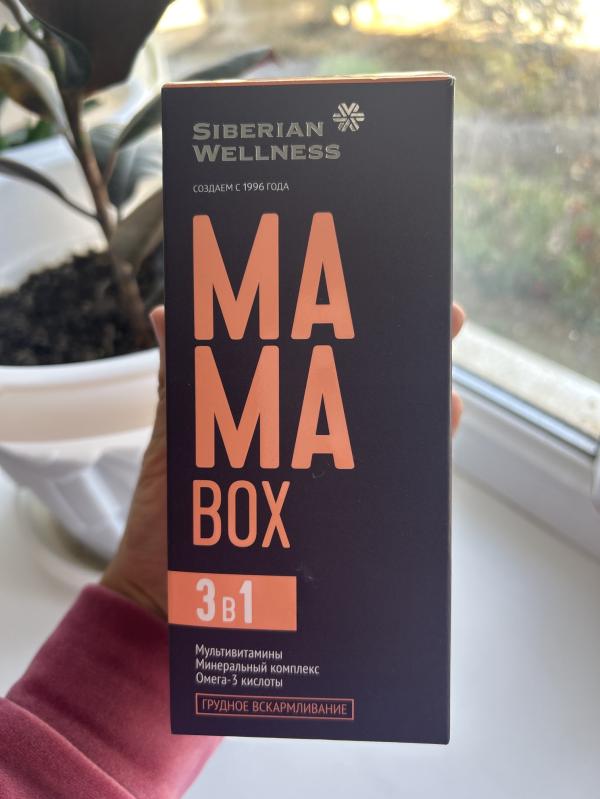 SIBERIAN
WELLNESS
СОЗДАЕМ С 1996 ГОДА
MA
MA
BOX
3 в 1
Мультивитамины
Минеральный комплекс
Омега-3 кислоты
ГРУДНОЕ ВСКАРМЛИВАНИЕ